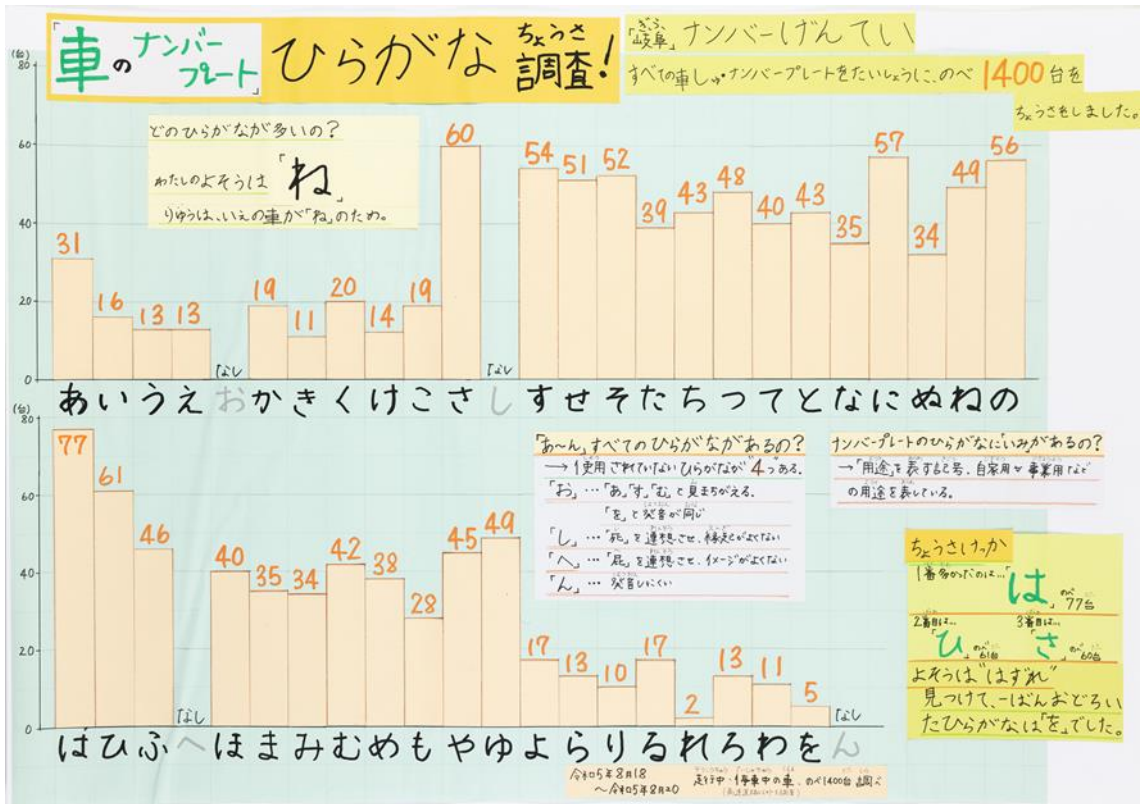 「車のナンバープレート」ひらがな調査！
ちょうさ
「岐阜」ナンバーげんてい
ぎふ
すべての車しゅ・ナンバープレートをたいしょうに、のべ1400台を
ちょうさをしました。
どのひらがなが多いの？
わたしのよそうは「ね」
りゆうは、いえの車が「ね」のため。
(台)
80
60
40
20
0
31 16 13 13 「なし」 19 11 20 14 19 60 「なし」 54 51 52 39 43 48 40 43 35 57 34 49 56
あいうえおかきくけこさしすせそたちつてとなにぬねの
(台)
80
60
40
20
0
77 61 46 「なし」 40 35 34 42 38 28 45 49 17 13 10 17 2 13 11 5 「なし」
はひふへほまみむめもやゆよらりるれろわをん
「あ〜ん」すべてのひらがながあるの？
→使用されていないひらがなが"4つ"ある。
「お」…「あ」「す」「む」と見まちがえる。
「を」と発音が同じ
「し」…「死」を連想させ、縁起がよくない
「へ」…「屁」を連想させ、イメージがよくない
「ん」…発音しにくい
ナンバープレートのひらがなにいみがあるの？
→「用途」を表す記号、自家用や事業用など
の用途を表している。
ちょうさけっか
1番多かったのは…「は」のべ77台
2番目は…「ひ」のべ61台
3番目は…「さ」のべ60台
よそうは"はずれ"
見つけて、一ばんおどろい
たひらがなは「を」でした。
令和5年8月18
〜令和5年8月20
走行中・停車中の車、のべ1400台調べ